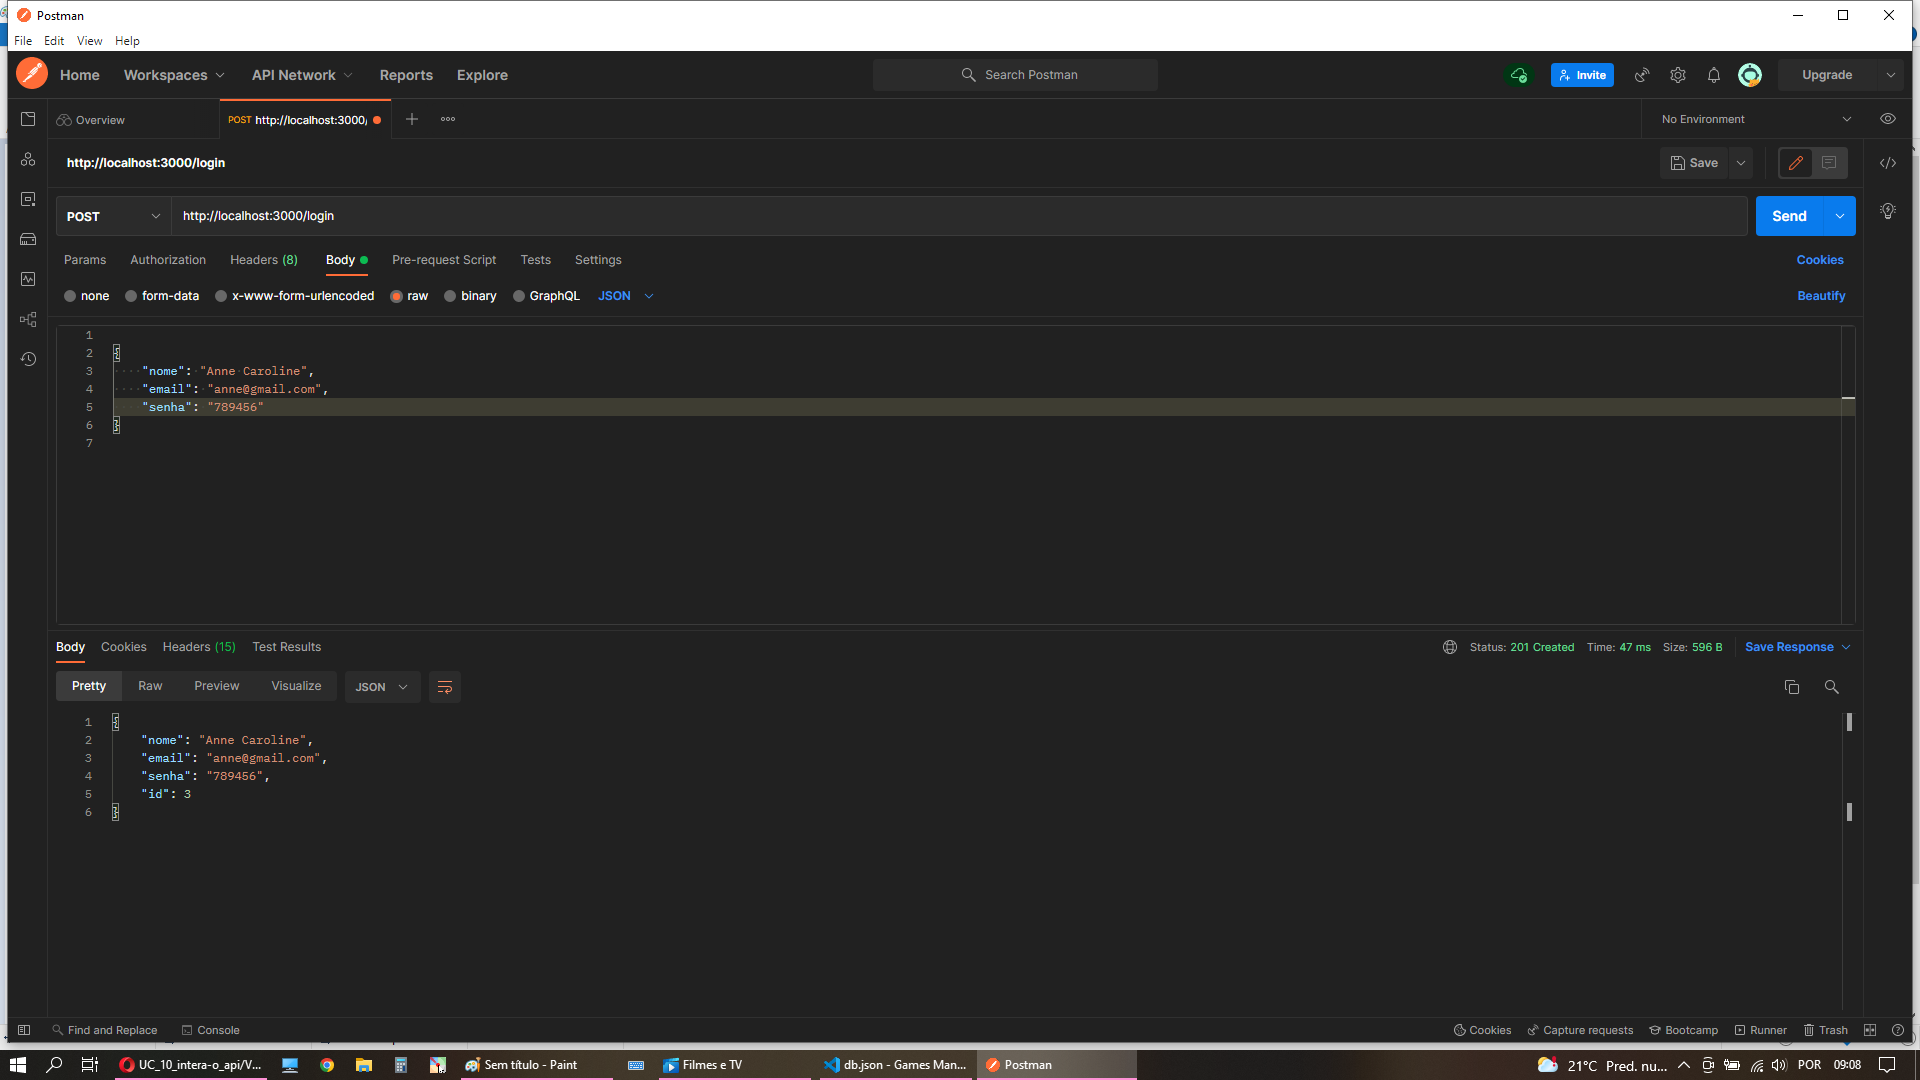 Postman
File Edit View Help
Home Workspaces API Network Reports Explore Search Postman Invite Upgrade
Overview POST http://localhost:3000/ No Environment
http://localhost:3000/login Save
POST http://localhost:3000/login Send
Params Authorization Headers (8) Body Pre-request Script Tests Settings Cookies
none form-data x-www-form-urlencoded raw binary GraphQL JSON Beautify
1
2 {
3 "nome": "Anne Caroline",
4 "email": "anne@gmail.com",
5 "senha": "789456"
6 }
7
Body Cookies Headers (15) Test Results Status: 201 Created Time: 47 ms Size: 596 B Save Response
Pretty Raw Preview Visualize JSON
1 {
2 "nome": "Anne Caroline",
3 "email": "anne@gmail.com",
4 "senha": "789456",
5 "id": 3
6 }
Find and Replace Console Cookies Capture requests Bootcamp Runner Trash
UC_10_intera-o_api/V... Sem título - Paint Filmes e TV db.json - Games Man... Postman 21°C Pred. nu... POR 09:08